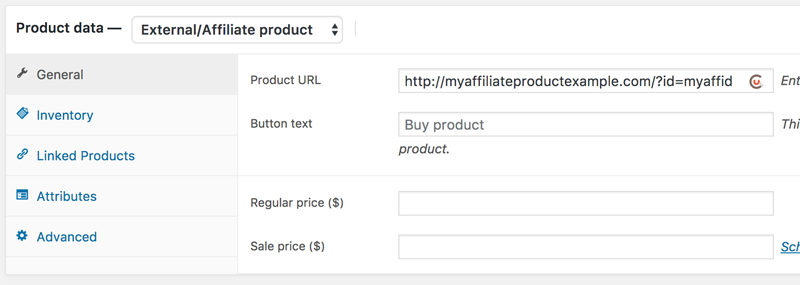 Product data — External/Affiliate product
General
Inventory
Linked Products
Attributes
Advanced
Product URL http://myaffiliateproductexample.com/?id=myaffid Ent
Button text Buy product Thi
product.
Regular price ($)
Sale price ($) Sch